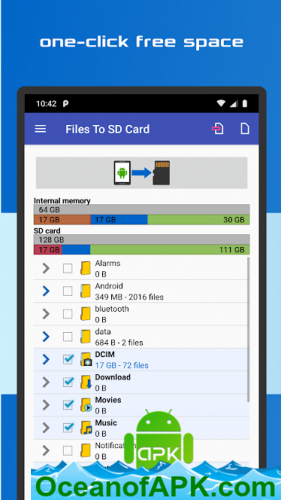 one-click free space
10:42
Files To SD Card
Internal memory
64 GB
17 GB 17 GB 30 GB
SD card
128 GB
17 GB 111 GB
Alarms
0 B
Android
349 MB - 2016 files
bluetooth
0 B
data
684 B - 2 files
DCIM
17 GB - 72 files
Download
0 B
Movies
0 B
Music
0 B
Notification
0 B
APK
OceanofAPK.com